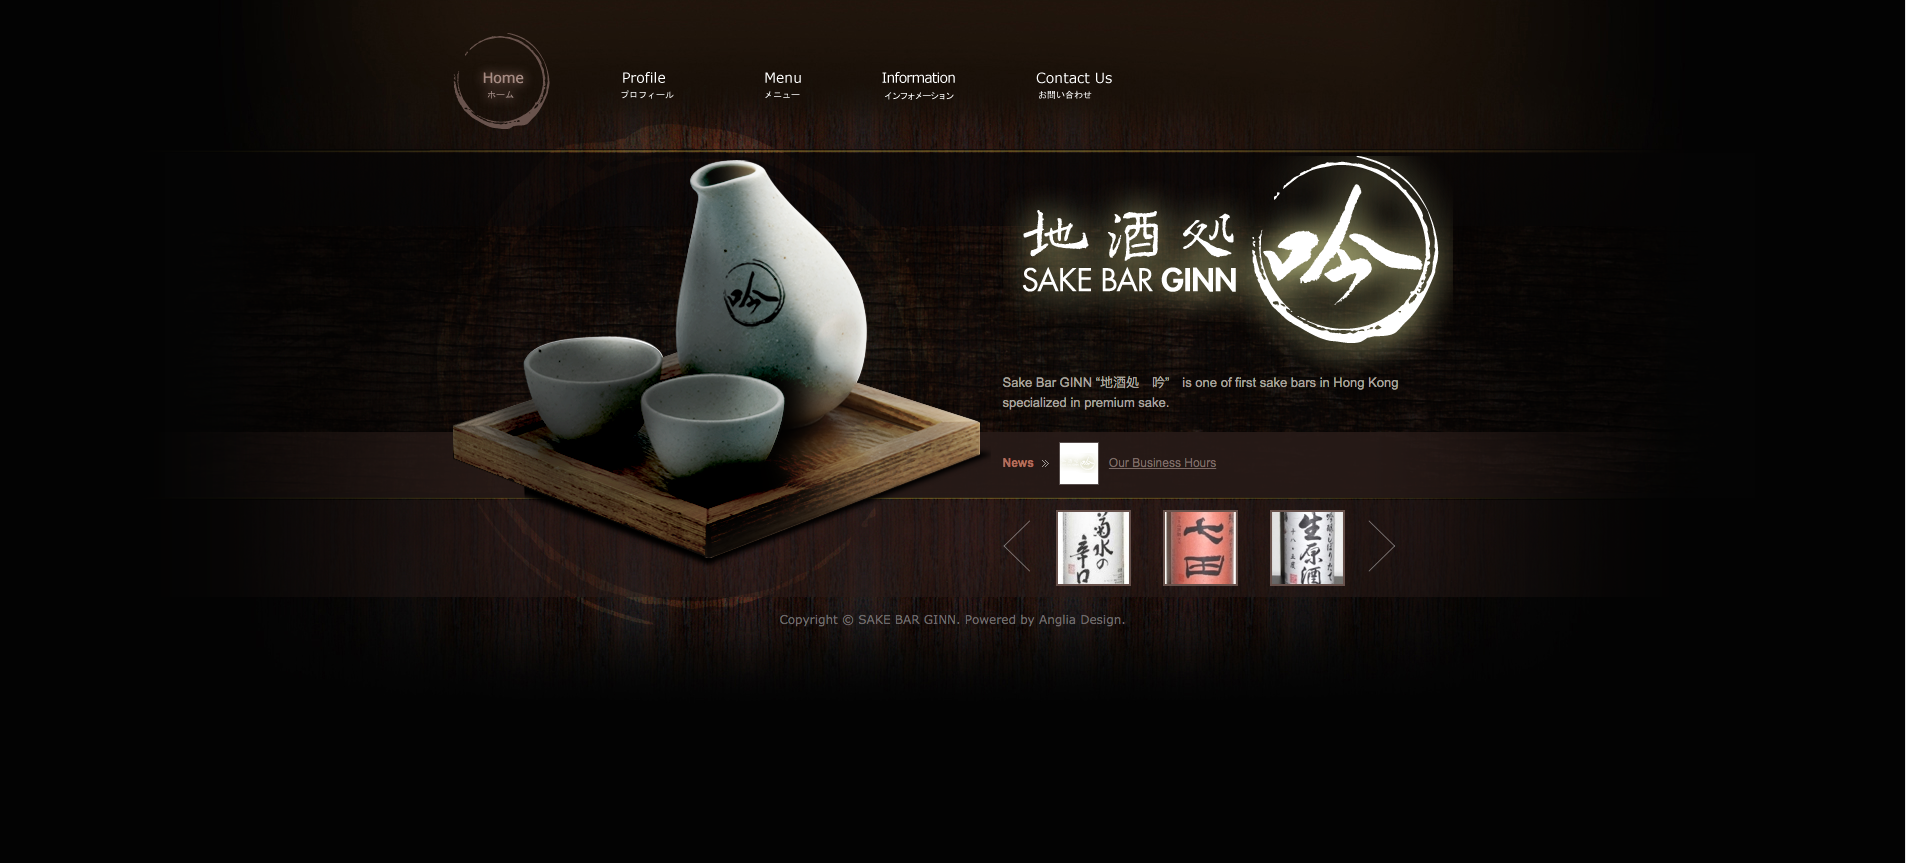 Home
ホーム
Profile
プロフィール
Menu
メニュー
Information
インフォメーション
Contact Us
お問い合わせ
吟
地酒処
SAKE BAR GINN
吟
Sake Bar GINN “地酒処　吟”　is one of first sake bars in Hong Kong
specialized in premium sake.
News
Our Business Hours
菊水の
辛口
七田
生原酒
Copyright © SAKE BAR GINN. Powered by Anglia Design.